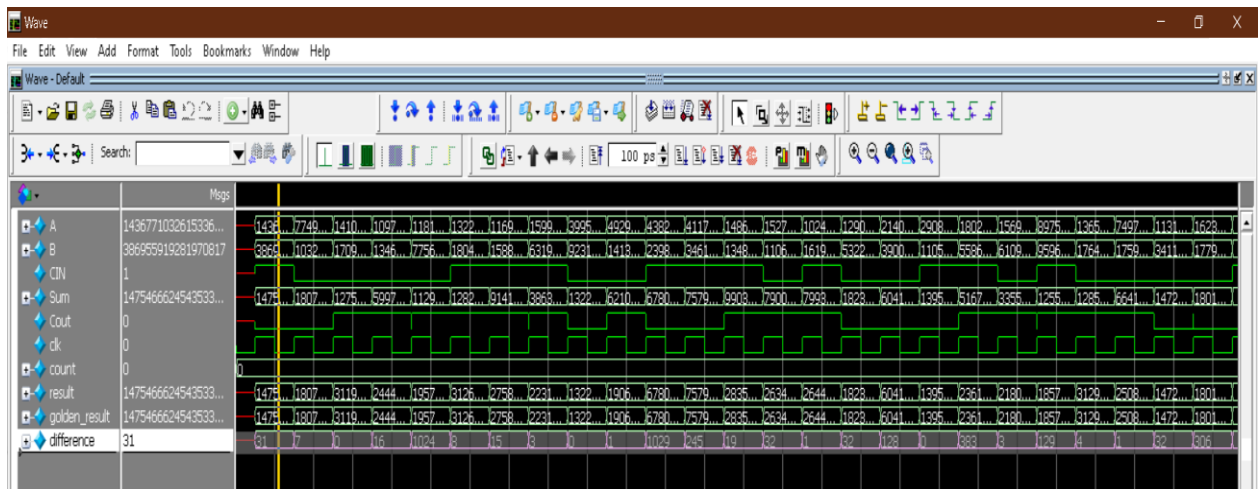 Wave
File Edit View Add Format Tools Bookmarks Window Help
Wave - Default
Search:
100 ps
Msgs
A 1436771032615336... 1436... 7749... 1410... 1097... 1181... 1322... 1169... 1599... 3995... 4929... 4382... 4117... 1486... 1527... 1024... 1290... 2140... 2908... 1802... 1569... 8975... 1365... 7497... 1131... 1623...
B 386955919281970817 3869... 1032... 1709... 1346... 7756... 1804... 1588... 6319... 9231... 1413... 2398... 3461... 1348... 1106... 1619... 5322... 3900... 1105... 5586... 6109... 9596... 1764... 1759... 3411... 1779...
CIN 1
Sum 1475466624543533... 1475... 1807... 1275... 5997... 1129... 1282... 9141... 3863... 1322... 6210... 6780... 7579... 9903... 7900... 7993... 1823... 6041... 1395... 5167... 3355... 1255... 1285... 6641... 1472... 1801...
Cout 0
clk 0
count 0 0
result 1475466624543533... 1475... 1807... 3119... 2444... 1957... 3126... 2758... 2231... 1322... 1906... 6780... 7579... 2835... 2634... 2644... 1823... 6041... 1395... 2361... 2180... 1857... 3129... 2508... 1472... 1801...
golden_result 1475466624543533... 1475... 1807... 3119... 2444... 1957... 3126... 2758... 2231... 1322... 1906... 6780... 7579... 2835... 2634... 2644... 1823... 6041... 1395... 2361... 2180... 1857... 3129... 2508... 1472... 1801...
difference 31 31 7 0 16 1024 8 15 3 0 1 1029 245 19 32 1 32 128 0 383 3 129 4 1 32 306